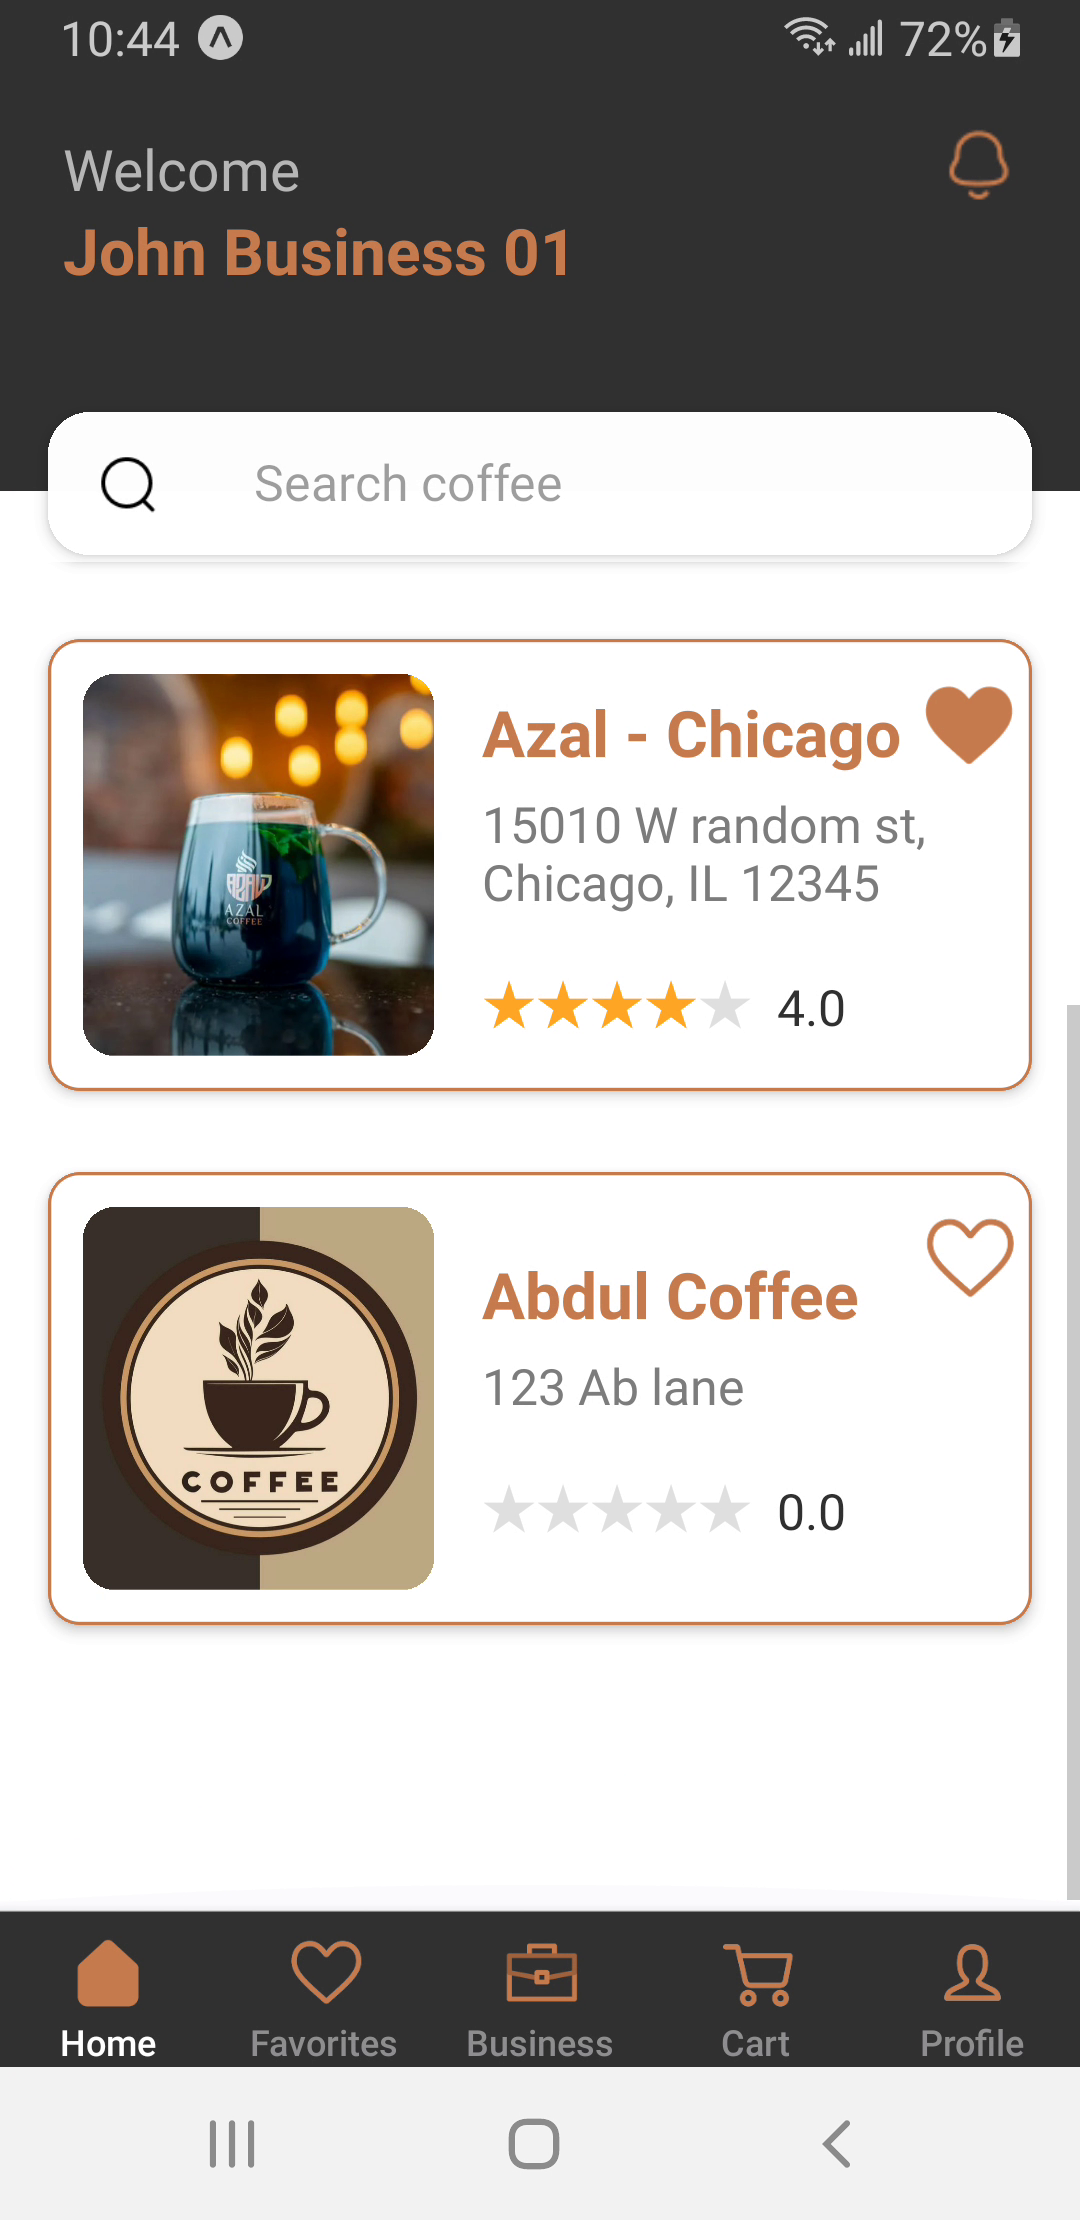 10:44
72%
Welcome
John Business 01
Search coffee
Azal - Chicago
15010 W random st,
Chicago, IL 12345
4.0
AZAL
COFFEE
Abdul Coffee
123 Ab lane
0.0
COFFEE
Home
Favorites
Business
Cart
Profile